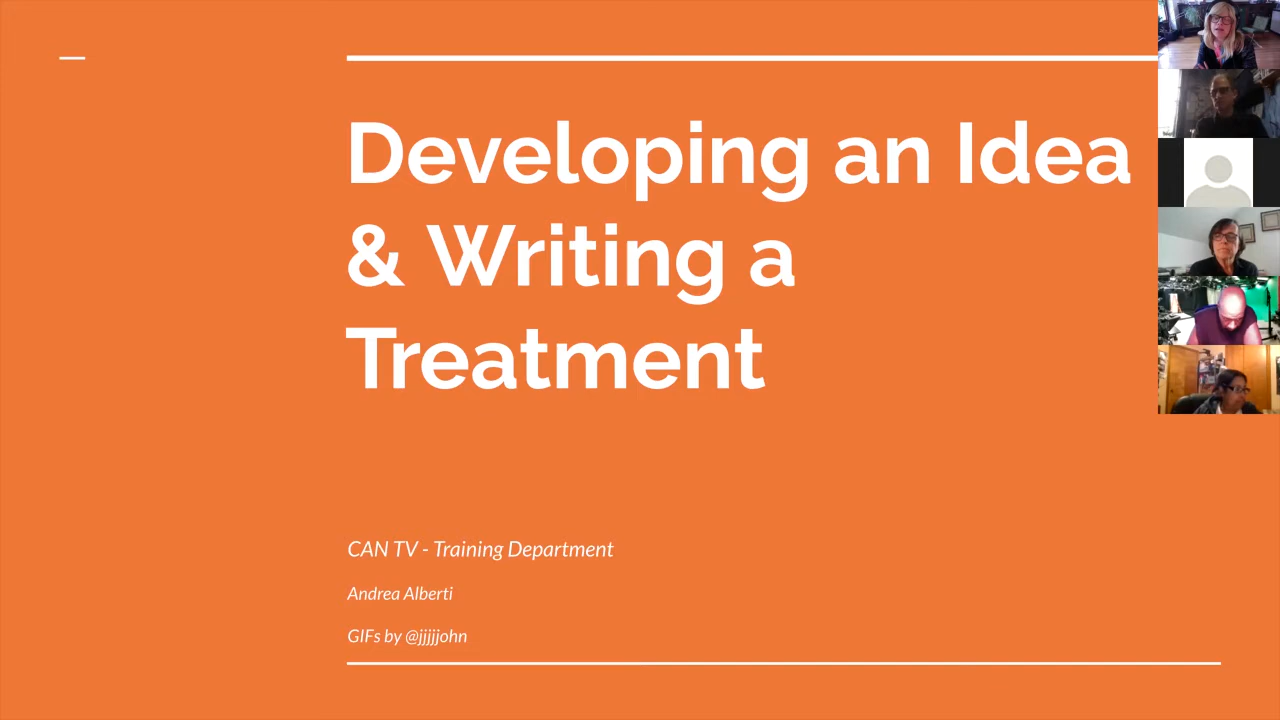 Developing an Idea
& Writing a
Treatment
CAN TV - Training Department
Andrea Alberti
GIFs by @jjjjjohn